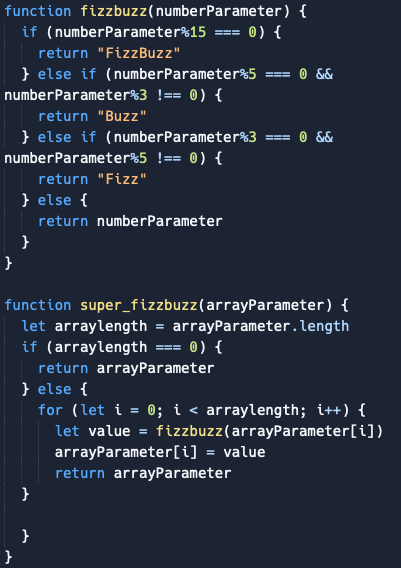 function fizzbuzz(numberParameter) {
  if (numberParameter%15 === 0) {
    return "FizzBuzz"
  } else if (numberParameter%5 === 0 &&
numberParameter%3 !== 0) {
    return "Buzz"
  } else if (numberParameter%3 === 0 &&
numberParameter%5 !== 0) {
    return "Fizz"
  } else {
    return numberParameter
  }
}

function super_fizzbuzz(arrayParameter) {
  let arraylength = arrayParameter.length
  if (arraylength === 0) {
    return arrayParameter
  } else {
    for (let i = 0; i < arraylength; i++) {
      let value = fizzbuzz(arrayParameter[i])
      arrayParameter[i] = value
      return arrayParameter
  }

  }
}